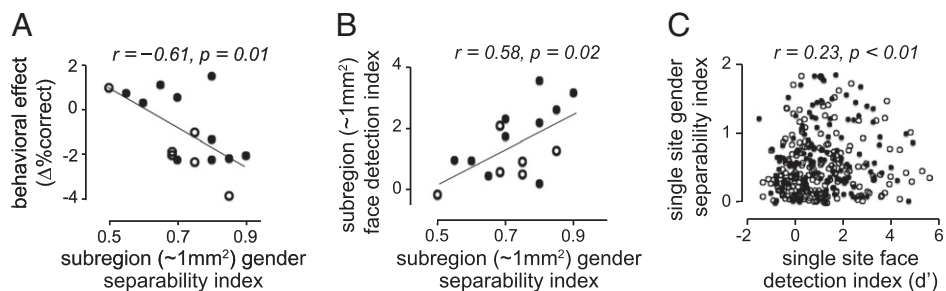 A
r = −0.61, p = 0.01
behavioral effect
(Δ%correct)
2
0
-2
-4
0.5 0.7 0.9
subregion (~1mm²) gender
separability index
B
r = 0.58, p = 0.02
subregion (~1mm²)
face detection index
4
2
0
0.5 0.7 0.9
subregion (~1mm²) gender
separability index
C
r = 0.23, p < 0.01
single site gender
separability index
2
1
0
-2 0 2 4 6
single site face
detection index (d')